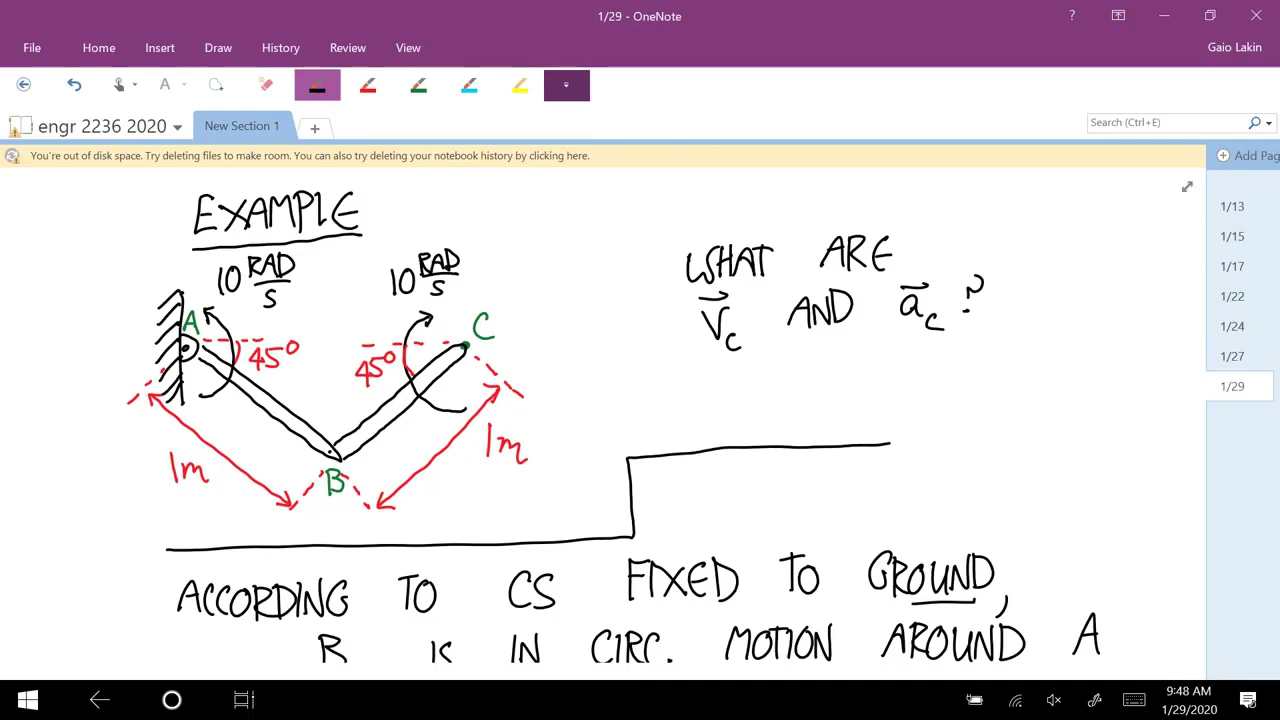 1/29 - OneNote
?
File Home Insert Draw History Review View Gaio Lakin
A
engr 2236 2020 New Section 1 + Search (Ctrl+E)
You're out of disk space. Try deleting files to make room. You can also try deleting your notebook history by clicking here.
Add Pag
1/13
1/15
1/17
1/22
1/24
1/27
1/29
EXAMPLE
10 RAD/S 10 RAD/S
A 45° 45° C
1m B 1m
WHAT ARE
V⃗c AND a⃗c ?
ACCORDING TO CS FIXED TO GROUND,
B IS IN CIRC. MOTION AROUND A
9:48 AM
1/29/2020